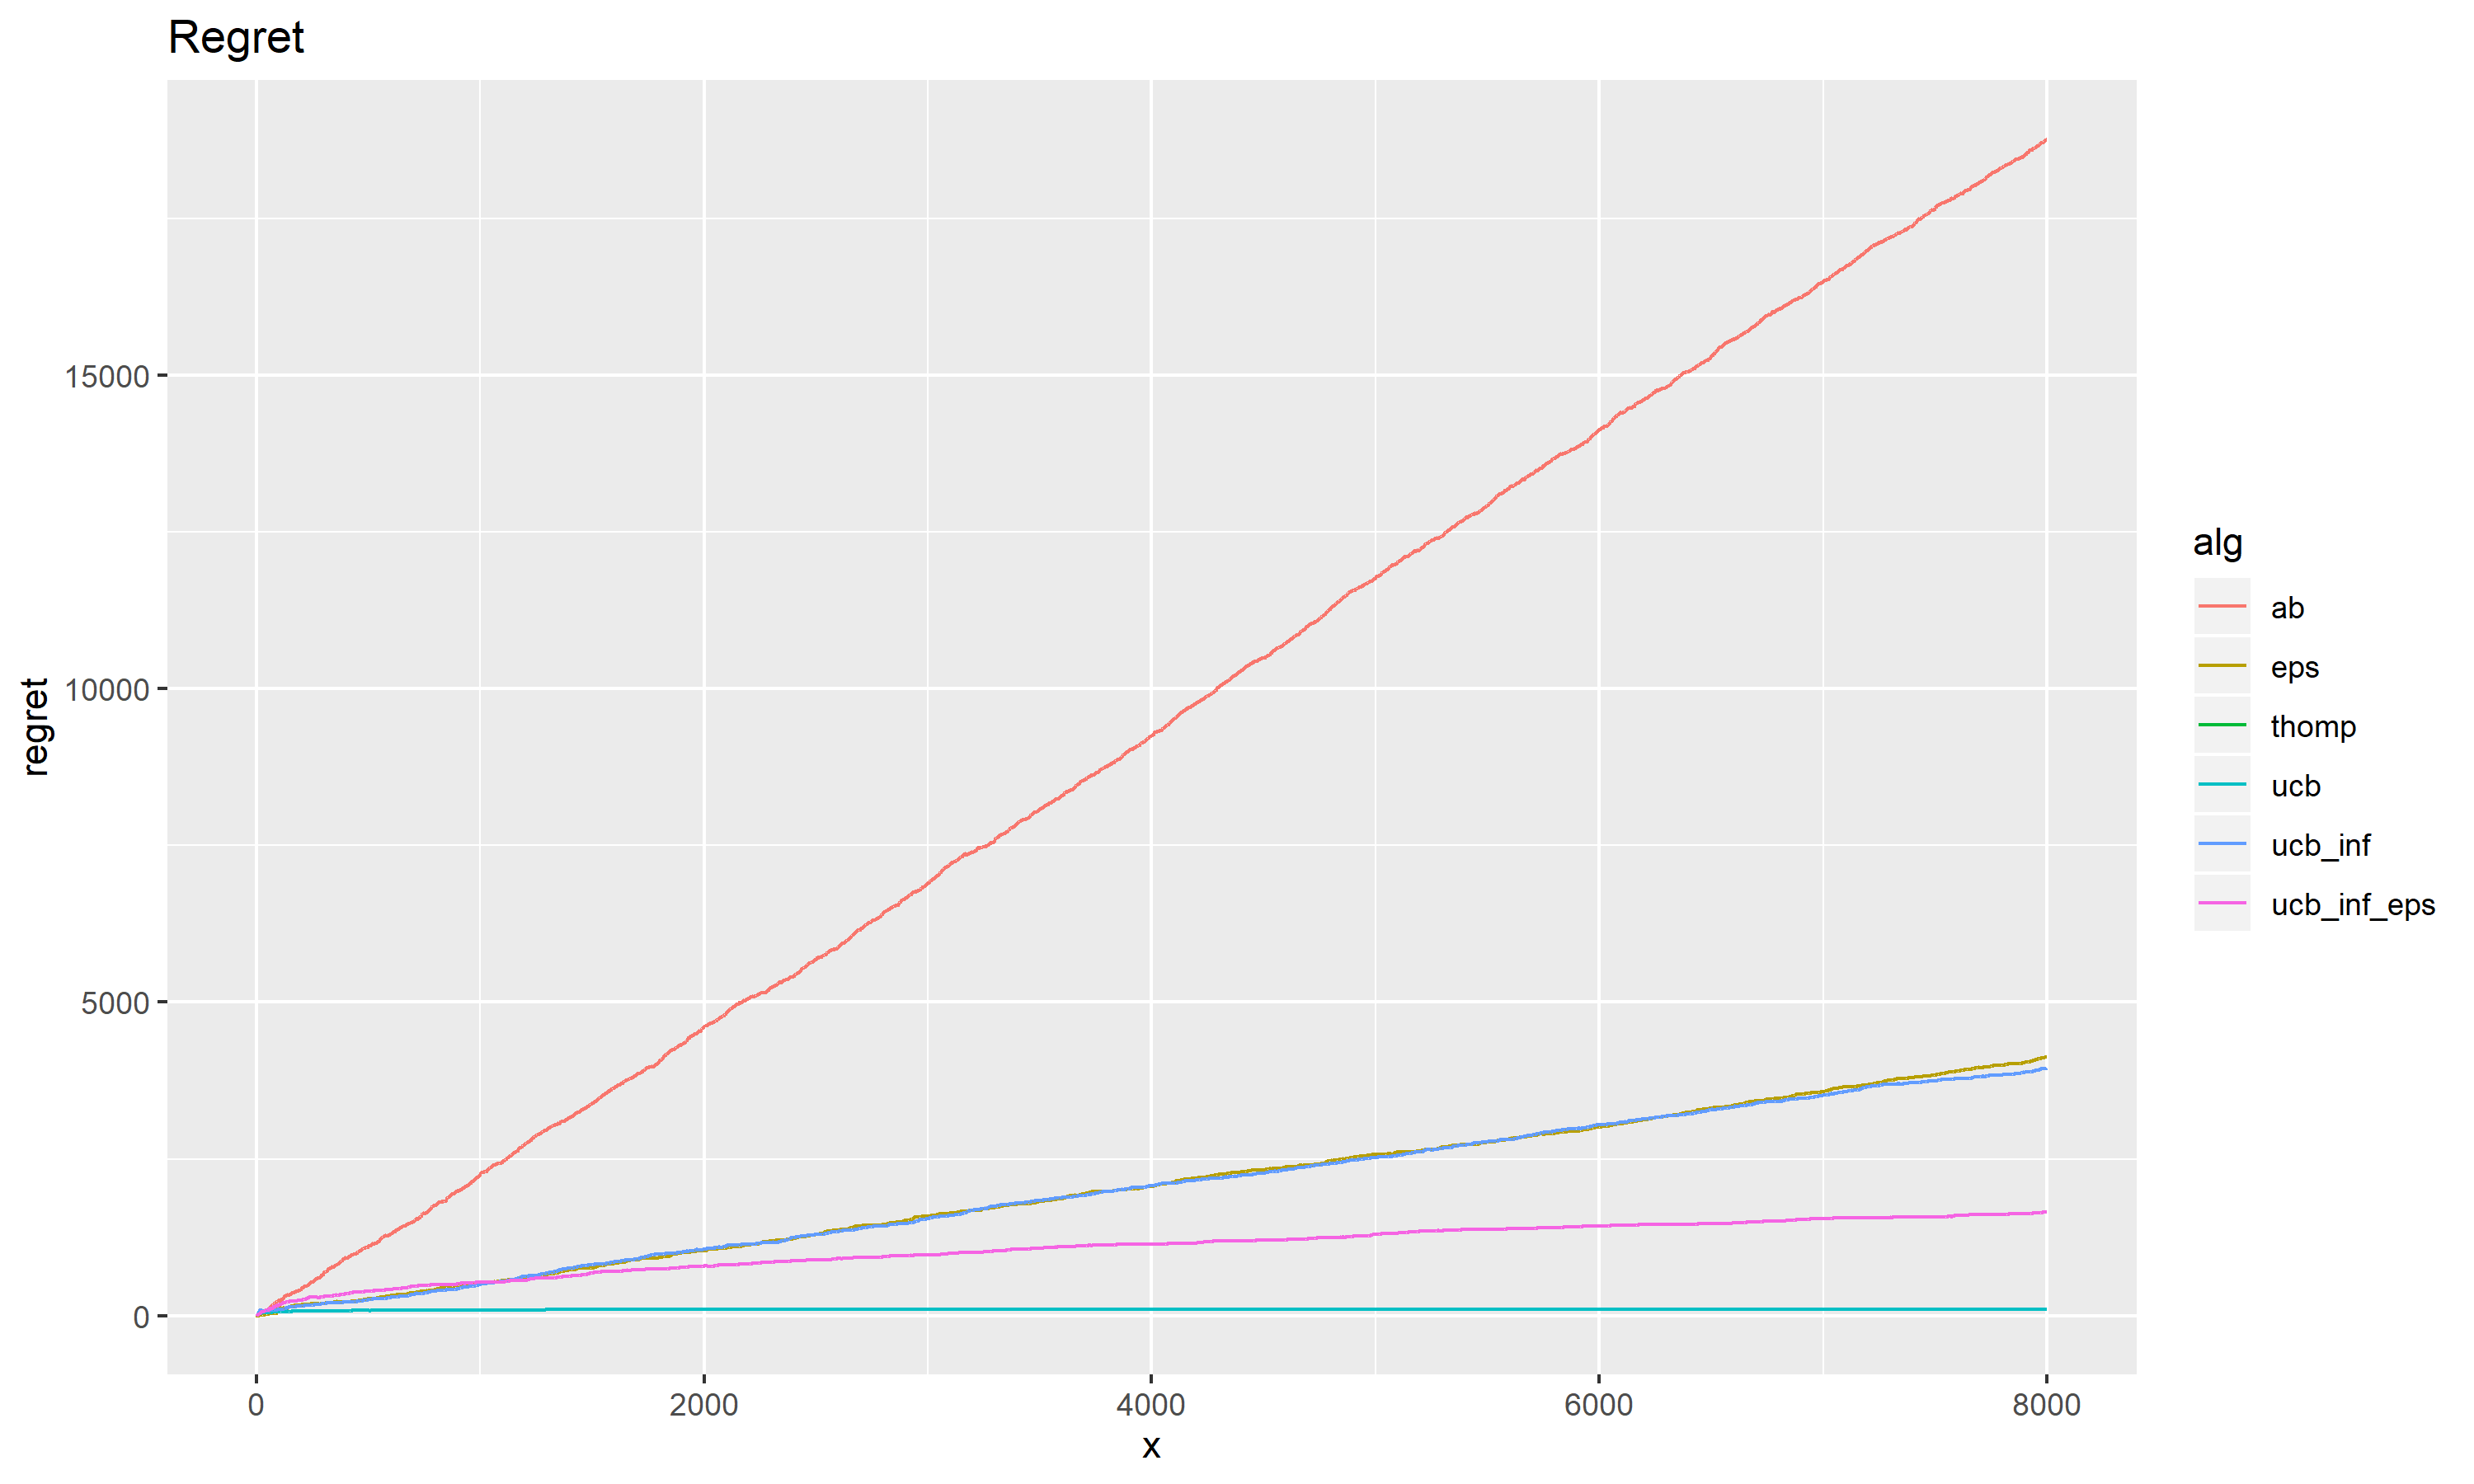 Regret
15000
10000
5000
0
regret
0 2000 4000 6000 8000
x
alg
ab
eps
thomp
ucb
ucb_inf
ucb_inf_eps